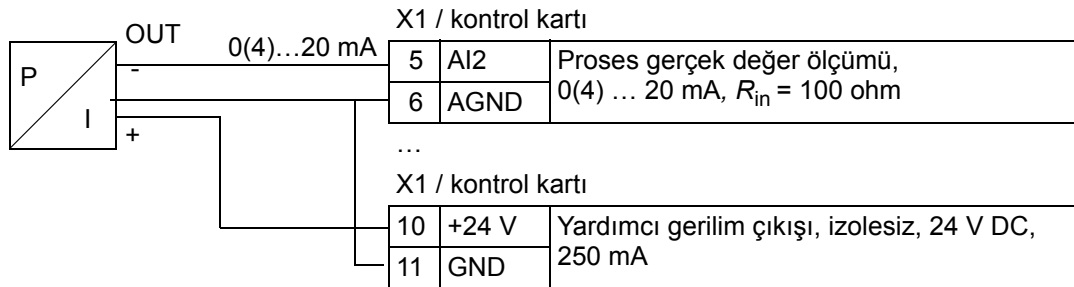 X1 / kontrol kartı
OUT
0(4)…20 mA
P
I
-
+
5 AI2 Proses gerçek değer ölçümü,
6 AGND 0(4) … 20 mA, Rin = 100 ohm
…
X1 / kontrol kartı
10 +24 V Yardımcı gerilim çıkışı, izolesiz, 24 V DC,
11 GND 250 mA